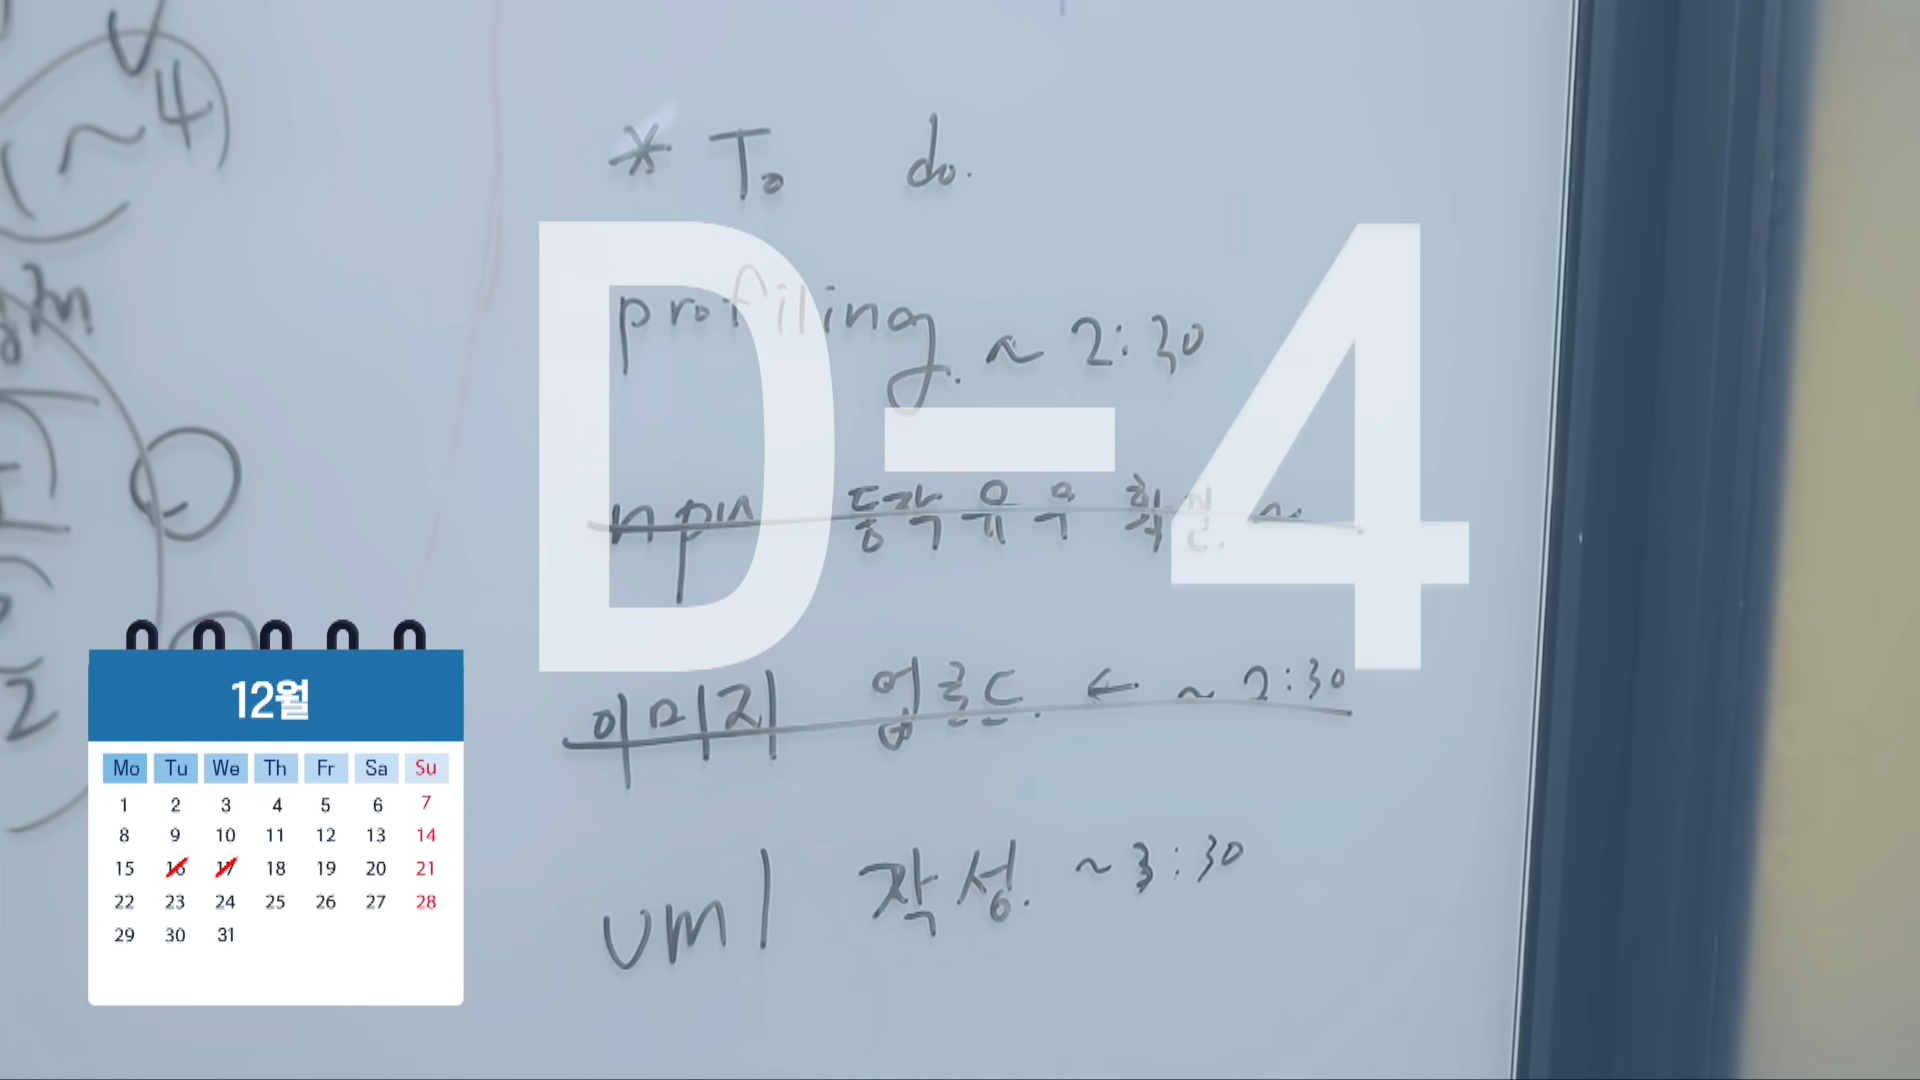 * To do.
profiling. ~ 2:30
npu 동작 유무 확인. ~
이미지 업로드. ← ~ 2:30
uml 작성. ~ 3:30
~4)
2
D-4
12월
Mo Tu We Th Fr Sa Su
1 2 3 4 5 6 7
8 9 10 11 12 13 14
15 16 17 18 19 20 21
22 23 24 25 26 27 28
29 30 31